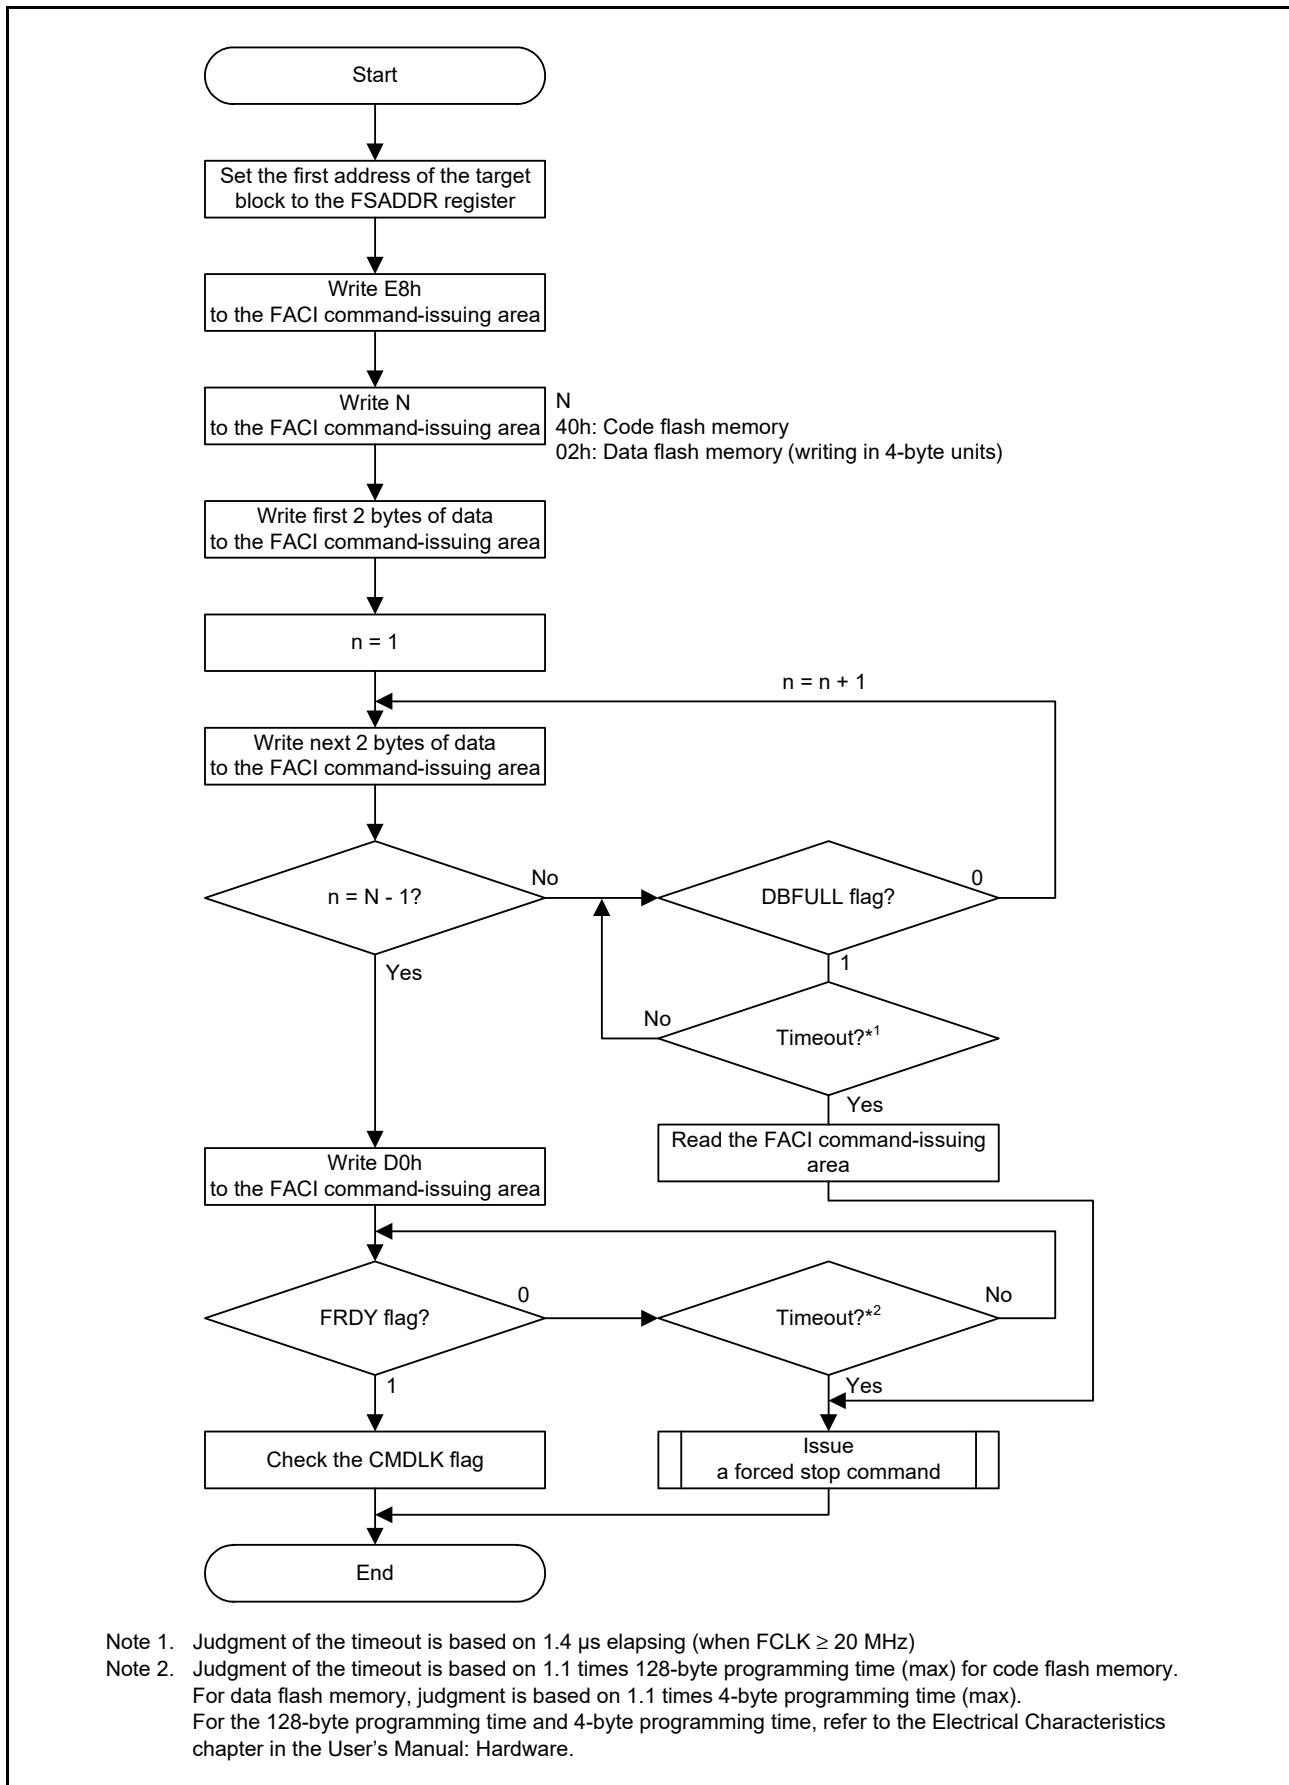 Start
Set the first address of the target
block to the FSADDR register
Write E8h
to the FACI command-issuing area
Write N
to the FACI command-issuing area
N
40h: Code flash memory
02h: Data flash memory (writing in 4-byte units)
Write first 2 bytes of data
to the FACI command-issuing area
n = 1
n = n + 1
Write next 2 bytes of data
to the FACI command-issuing area
n = N - 1?
No
DBFULL flag?
0
Yes
1
No
Timeout?*1
Yes
Read the FACI command-issuing
area
Write D0h
to the FACI command-issuing area
FRDY flag?
0
Timeout?*2
No
1
Yes
Check the CMDLK flag
Issue
a forced stop command
End
Note 1. Judgment of the timeout is based on 1.4 µs elapsing (when FCLK ≥ 20 MHz)
Note 2. Judgment of the timeout is based on 1.1 times 128-byte programming time (max) for code flash memory.
For data flash memory, judgment is based on 1.1 times 4-byte programming time (max).
For the 128-byte programming time and 4-byte programming time, refer to the Electrical Characteristics
chapter in the User's Manual: Hardware.